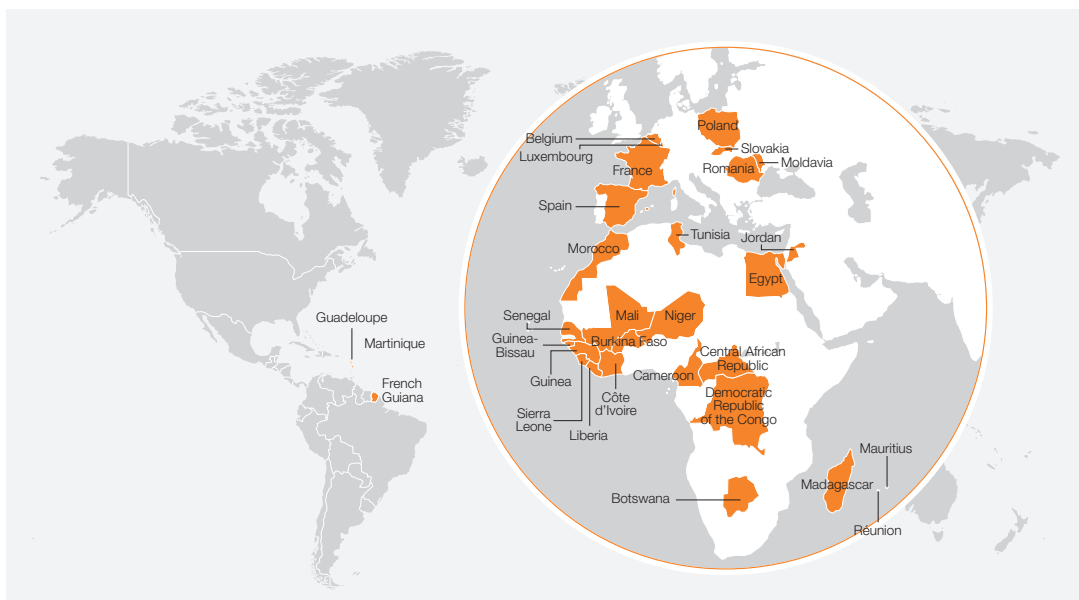 Guadeloupe
Martinique
French
Guiana
Belgium
Luxembourg
France
Spain
Morocco
Poland
Slovakia
Romania
Moldavia
Tunisia
Jordan
Egypt
Senegal
Guinea-
Bissau
Guinea
Sierra
Leone
Liberia
Côte
d'Ivoire
Mali
Niger
Burkina Faso
Cameroon
Central African
Republic
Democratic
Republic
of the Congo
Botswana
Madagascar
Mauritius
Réunion